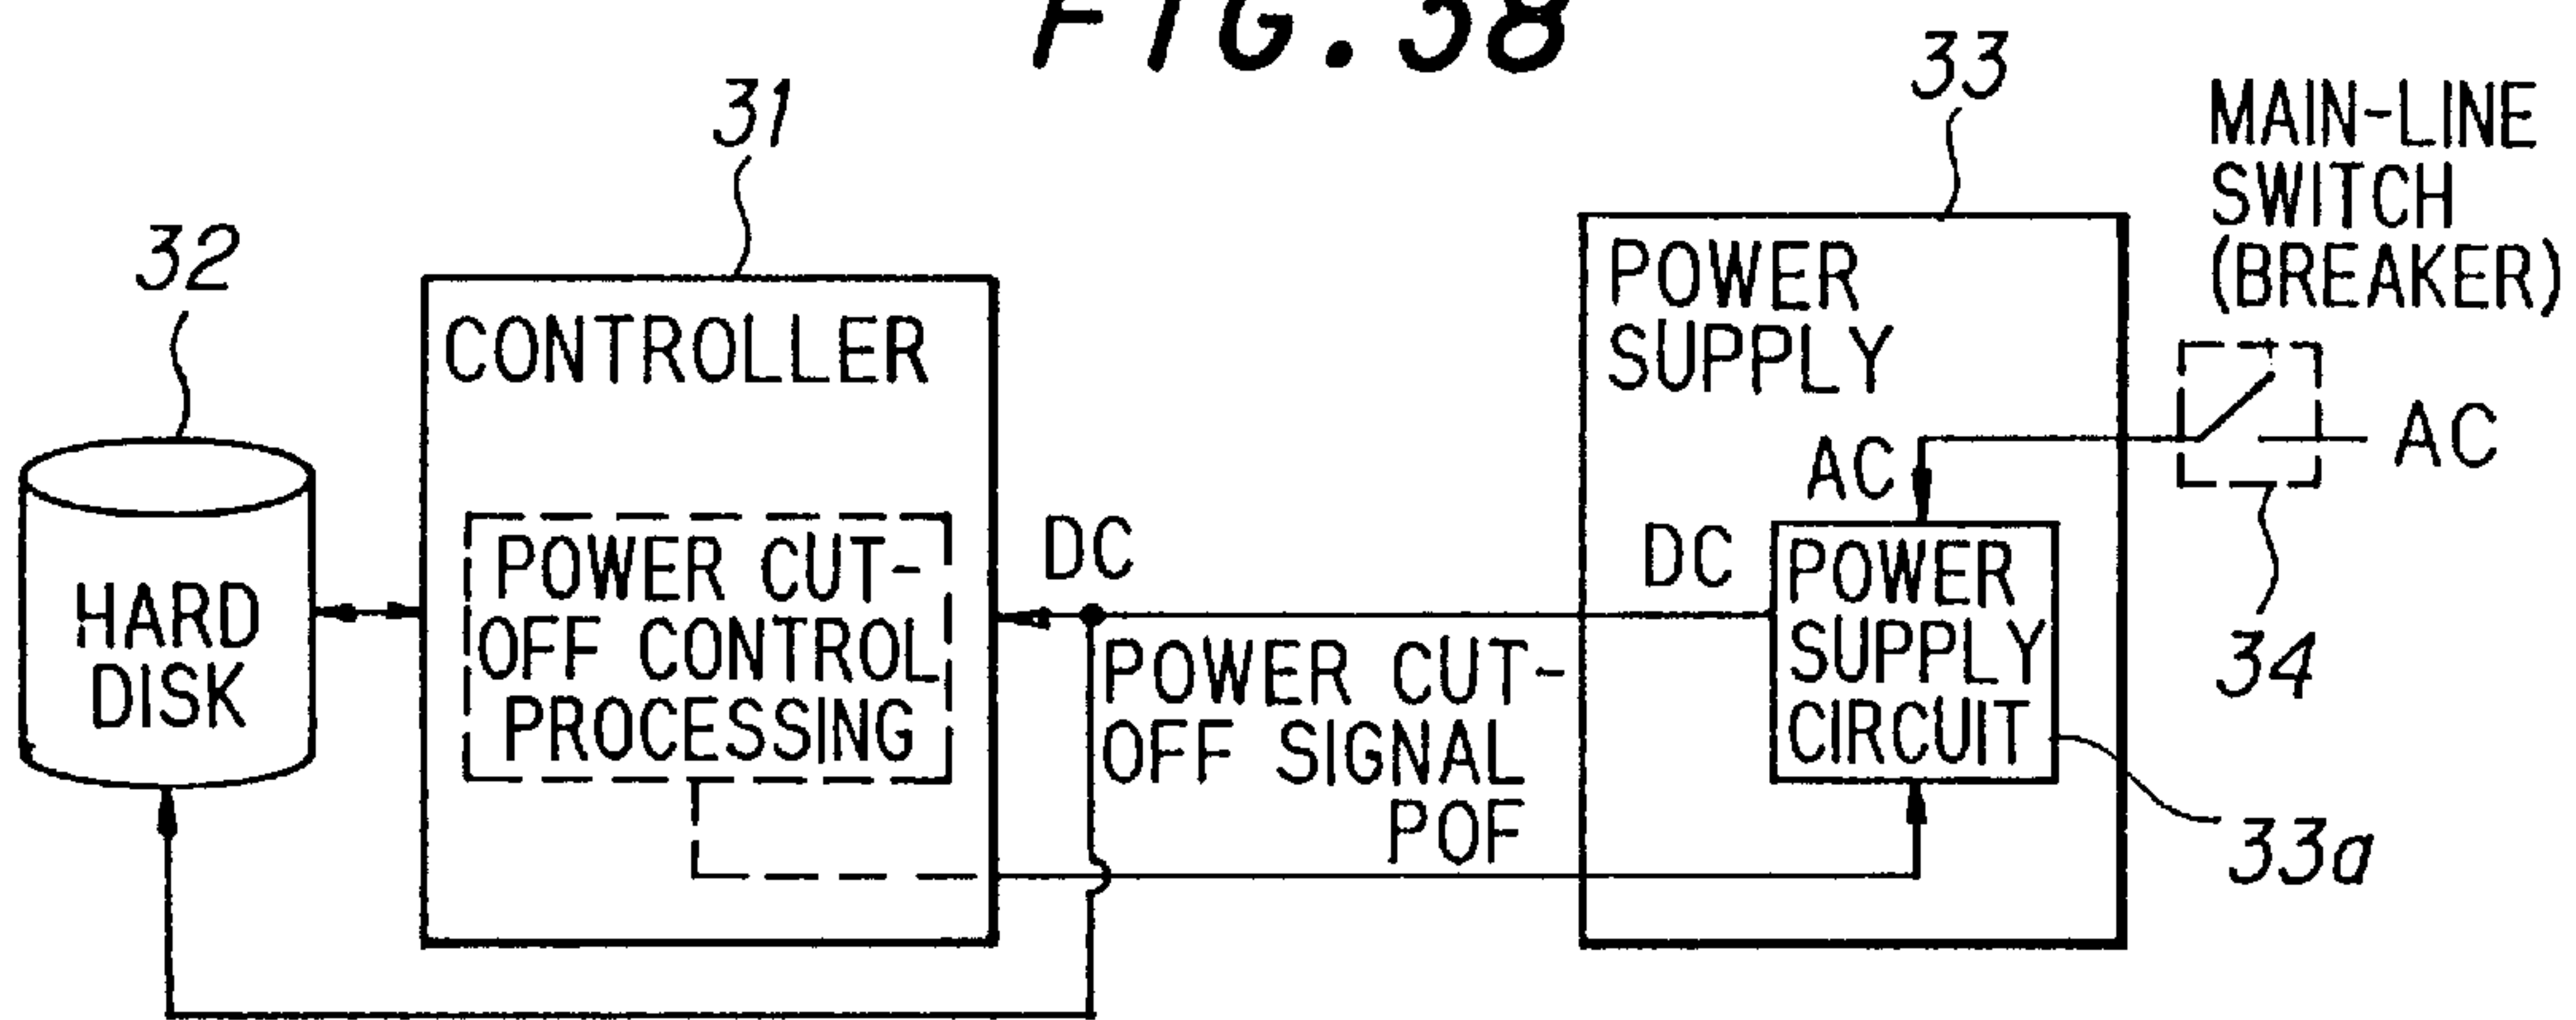 FIG. 38
31
33
MAIN-LINE
SWITCH
(BREAKER)
32
CONTROLLER
POWER
SUPPLY
AC
AC
HARD
DISK
POWER CUT-
OFF CONTROL
PROCESSING
DC
DC
POWER
SUPPLY
CIRCUIT
POWER CUT-
OFF SIGNAL
POF
34
33a